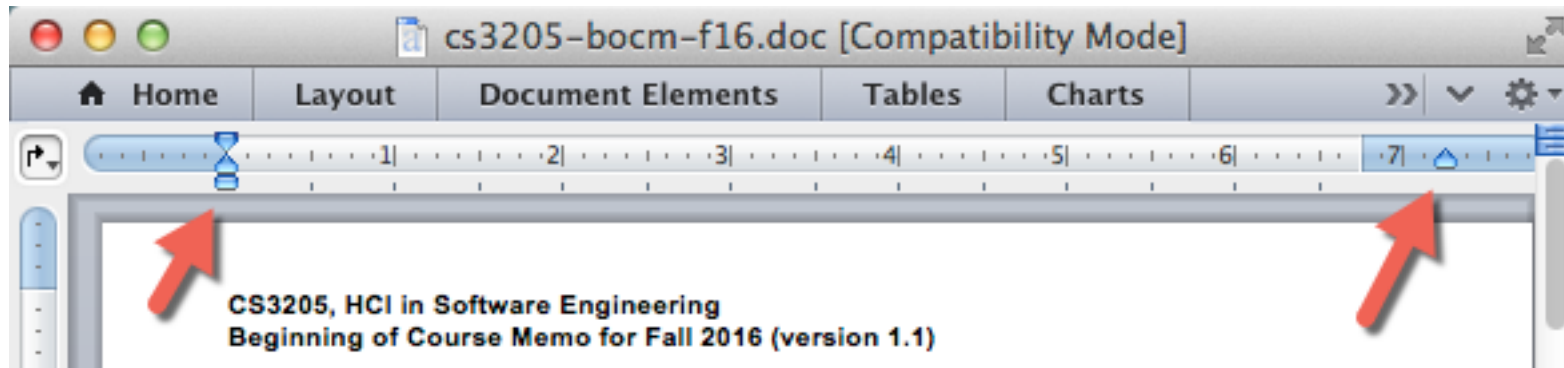 cs3205-bocm-f16.doc [Compatibility Mode]
Home Layout Document Elements Tables Charts
1 2 3 4 5 6 7
CS3205, HCI in Software Engineering
Beginning of Course Memo for Fall 2016 (version 1.1)